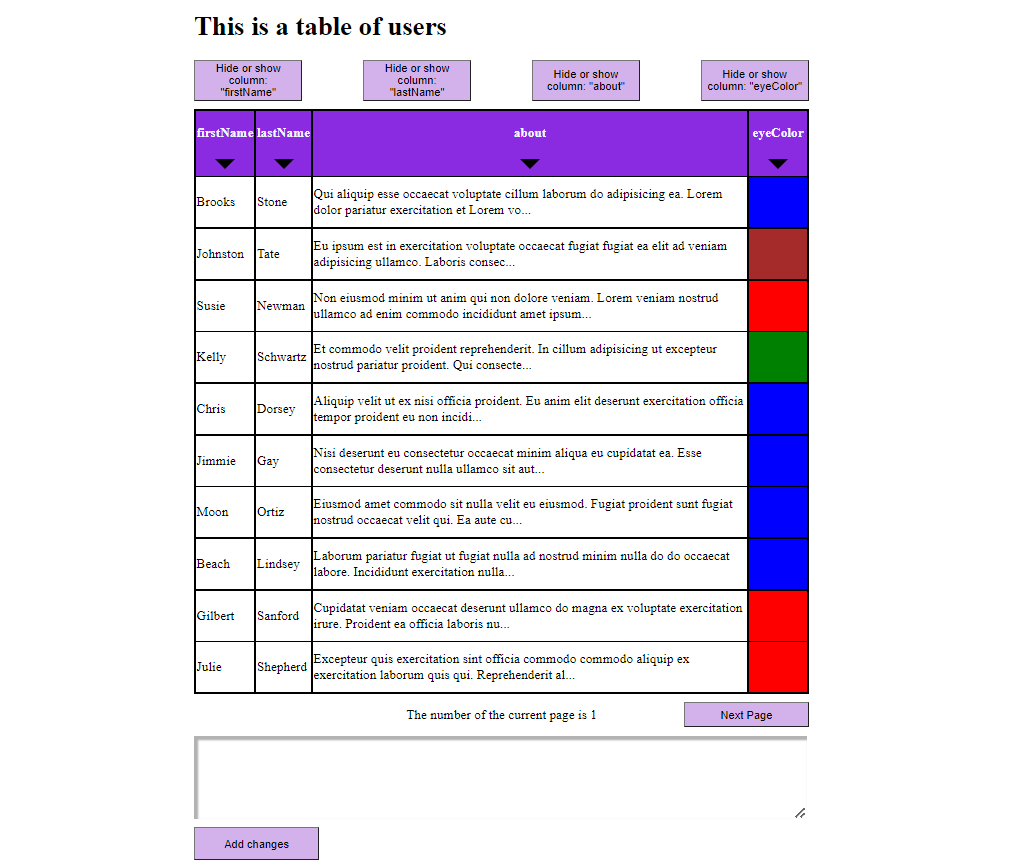 This is a table of users
Hide or show
column:
"firstName"
Hide or show
column:
"lastName"
Hide or show
column: "about"
Hide or show
column: "eyeColor"
firstName lastName about eyeColor
Brooks Stone Qui aliquip esse occaecat voluptate cillum laborum do adipisicing ea. Lorem
dolor pariatur exercitation et Lorem vo...
Johnston Tate Eu ipsum est in exercitation voluptate occaecat fugiat fugiat ea elit ad veniam
adipisicing ullamco. Laboris consec...
Susie Newman Non eiusmod minim ut anim qui non dolore veniam. Lorem veniam nostrud
ullamco ad enim commodo incididunt amet ipsum...
Kelly Schwartz Et commodo velit proident reprehenderit. In cillum adipisicing ut excepteur
nostrud pariatur proident. Qui consecte...
Chris Dorsey Aliquip velit ut ex nisi officia proident. Eu anim elit deserunt exercitation officia
tempor proident eu non incidi...
Jimmie Gay Nisi deserunt eu consectetur occaecat minim aliqua eu cupidatat ea. Esse
consectetur deserunt nulla ullamco sit aut...
Moon Ortiz Eiusmod amet commodo sit nulla velit eu eiusmod. Fugiat proident sunt fugiat
nostrud occaecat velit qui. Ea aute cu...
Beach Lindsey Laborum pariatur fugiat ut fugiat nulla ad nostrud minim nulla do do occaecat
labore. Incididunt exercitation nulla...
Gilbert Sanford Cupidatat veniam occaecat deserunt ullamco do magna ex voluptate exercitation
irure. Proident ea officia laboris nu...
Julie Shepherd Excepteur quis exercitation sint officia commodo commodo aliquip ex
exercitation laborum quis qui. Reprehenderit al...
The number of the current page is 1
Next Page
Add changes